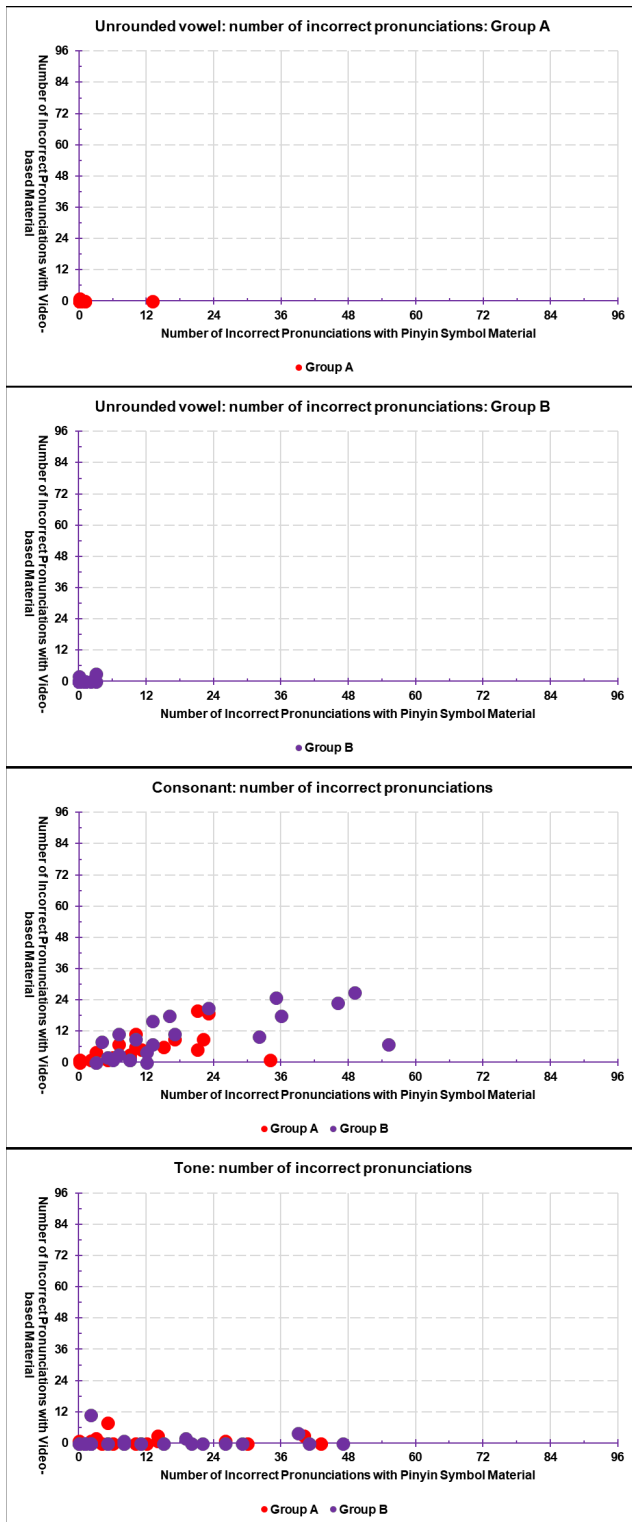 Unrounded vowel: number of incorrect pronunciations: Group A
Number of Incorrect Pronunciations with Video-
based Material
96
84
72
60
48
36
24
12
0
0 12 24 36 48 60 72 84 96
Number of Incorrect Pronunciations with Pinyin Symbol Material
Group A
Unrounded vowel: number of incorrect pronunciations: Group B
Number of Incorrect Pronunciations with Video-
based Material
96
84
72
60
48
36
24
12
0
0 12 24 36 48 60 72 84 96
Number of Incorrect Pronunciations with Pinyin Symbol Material
Group B
Consonant: number of incorrect pronunciations
Number of Incorrect Pronunciations with Video-
based Material
96
84
72
60
48
36
24
12
0
0 12 24 36 48 60 72 84 96
Number of Incorrect Pronunciations with Pinyin Symbol Material
Group A Group B
Tone: number of incorrect pronunciations
Number of Incorrect Pronunciations with Video-
based Material
96
84
72
60
48
36
24
12
0
0 12 24 36 48 60 72 84 96
Number of Incorrect Pronunciations with Pinyin Symbol Material
Group A Group B